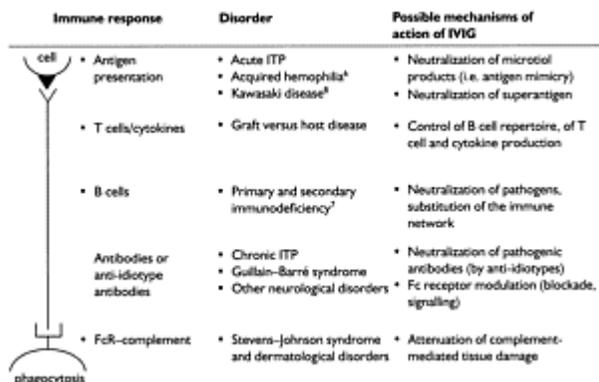 Immune response Disorder Possible mechanisms of
action of IVIG
cell
• Antigen
presentation
• Acute ITP
• Acquired hemophilia⁶
• Kawasaki disease⁸
• Neutralization of microtiol
products (i.e. antigen mimicry)
• Neutralization of superantigen
• T cells/cytokines
• Graft versus host disease
• Control of B cell repertoire, of T
cell and cytokine production
• B cells
• Primary and secondary
immunodeficiency⁷
• Neutralization of pathogens,
substitution of the immune
network
Antibodies or
anti-idiotype
antibodies
• Chronic ITP
• Guillain–Barré syndrome
• Other neurological disorders
• Neutralization of pathogenic
antibodies (by anti-idiotypes)
• Fc receptor modulation (blockade,
signalling)
• FcR–complement
• Stevens–Johnson syndrome
and dermatological disorders
• Attenuation of complement-
mediated tissue damage
phagocytosis